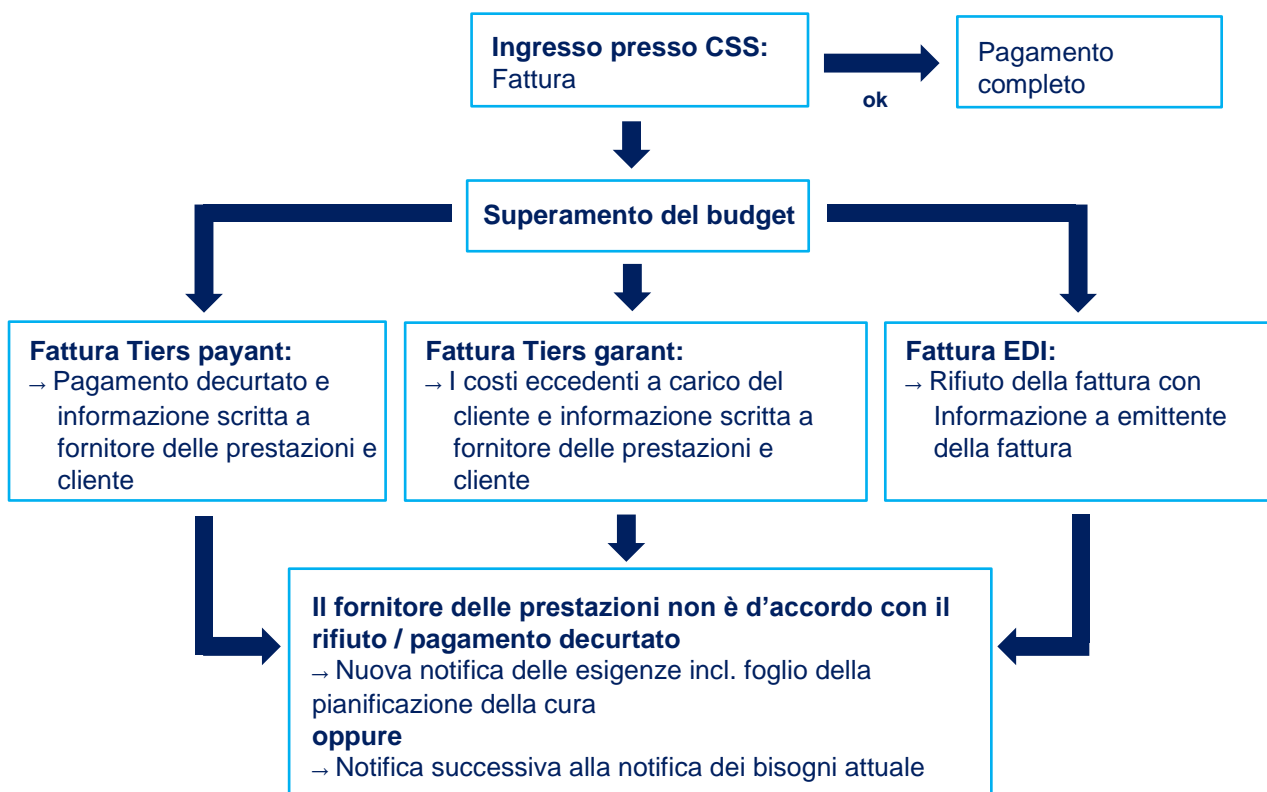 Ingresso presso CSS:
Fattura
ok
Pagamento
completo
Superamento del budget
Fattura Tiers payant:
→ Pagamento decurtato e
informazione scritta a
fornitore delle prestazioni e
cliente
Fattura Tiers garant:
→ I costi eccedenti a carico del
cliente e informazione scritta a
fornitore delle prestazioni e
cliente
Fattura EDI:
→ Rifiuto della fattura con
Informazione a emittente
della fattura
Il fornitore delle prestazioni non è d’accordo con il
rifiuto / pagamento decurtato
→ Nuova notifica delle esigenze incl. foglio della
pianificazione della cura
oppure
→ Notifica successiva alla notifica dei bisogni attuale